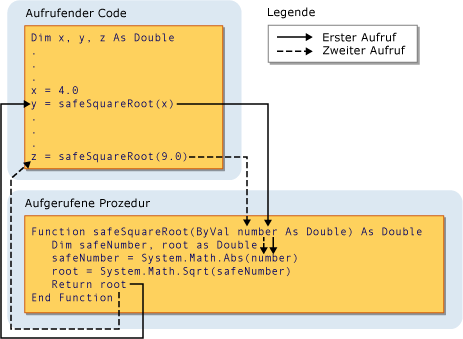 Aufrufender Code
Legende
Dim x, y, z As Double
.
.
.
Erster Aufruf
Zweiter Aufruf
x = 4.0
y = safeSquareRoot(x)
.
.
.
z = safeSquareRoot(9.0)
Aufgerufene Prozedur
Function safeSquareRoot(ByVal number As Double) As Double
Dim safeNumber, root as Double
safeNumber = System.Math.Abs(number)
root = System.Math.Sqrt(safeNumber)
Return root
End Function